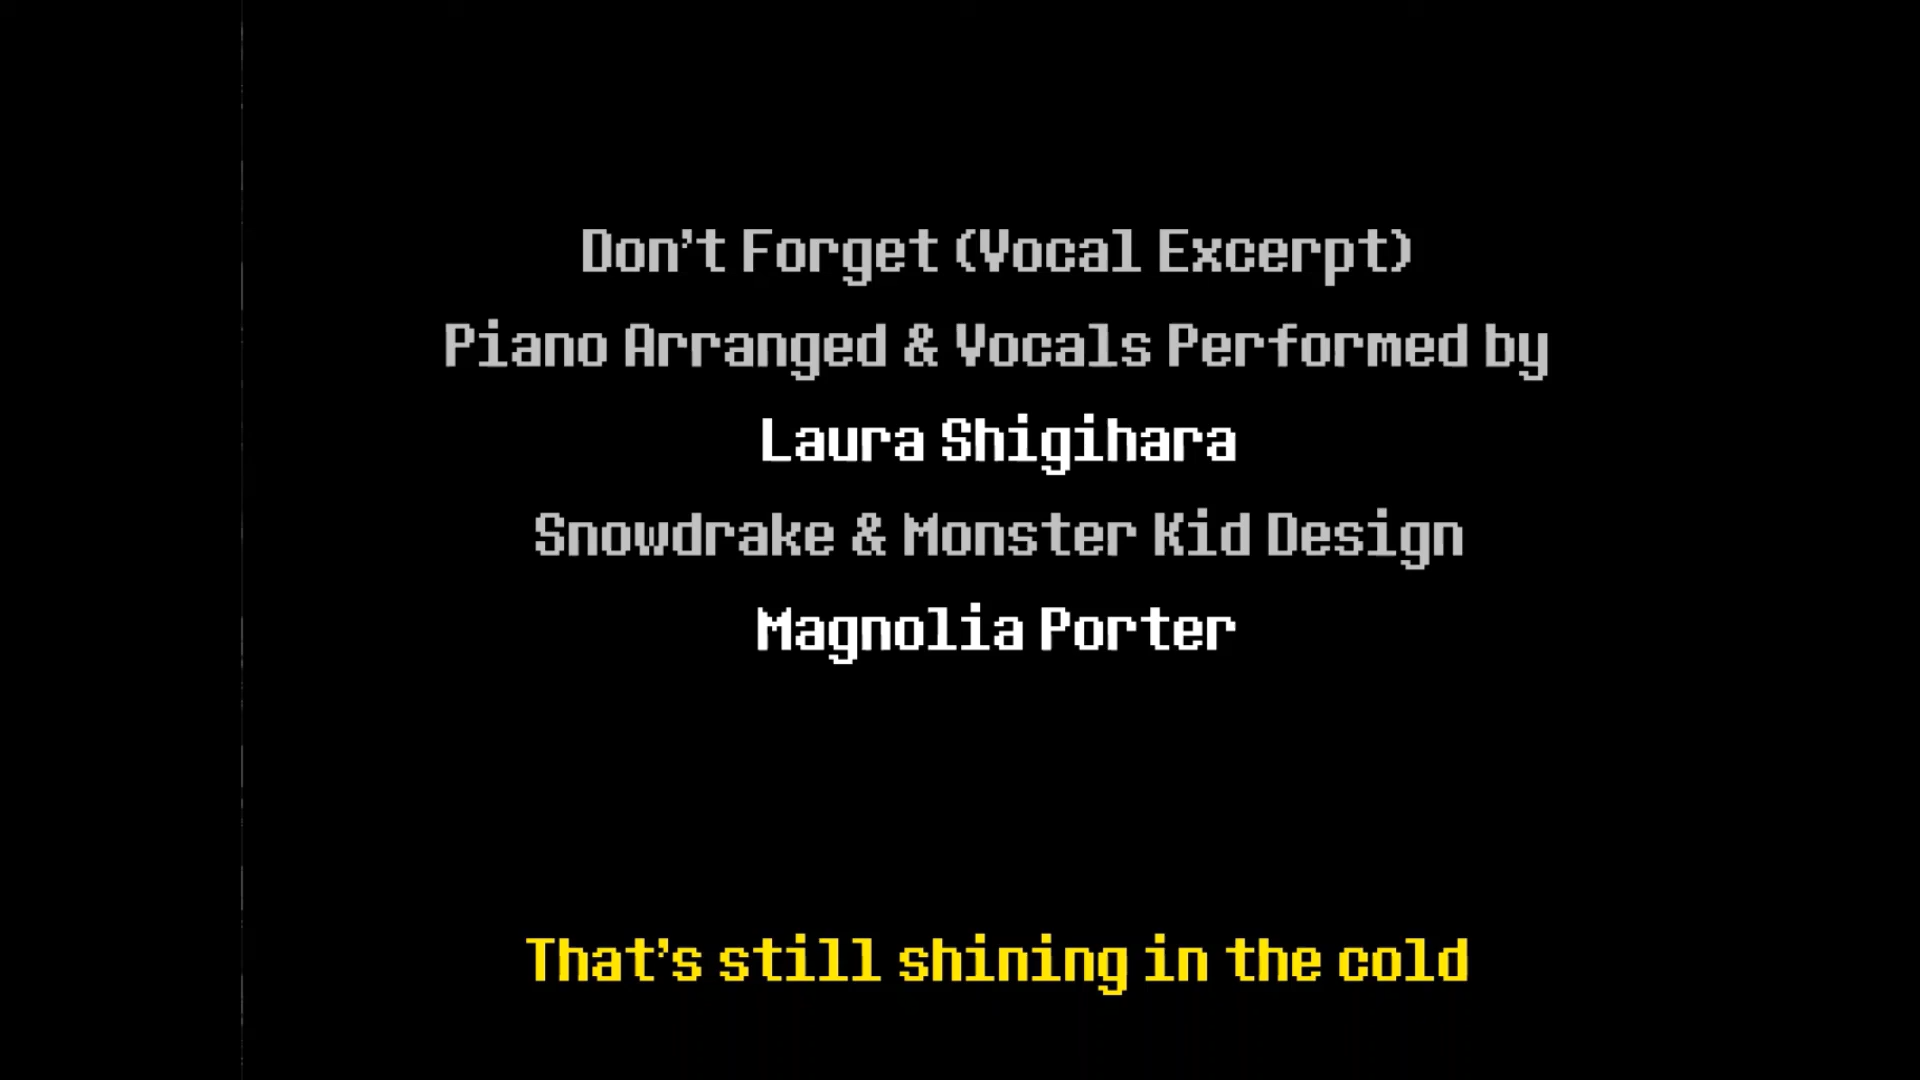 Don't Forget (Vocal Excerpt)
Piano Arranged & Vocals Performed by
Laura Shigihara
Snowdrake & Monster Kid Design
Magnolia Porter
That's still shining in the cold